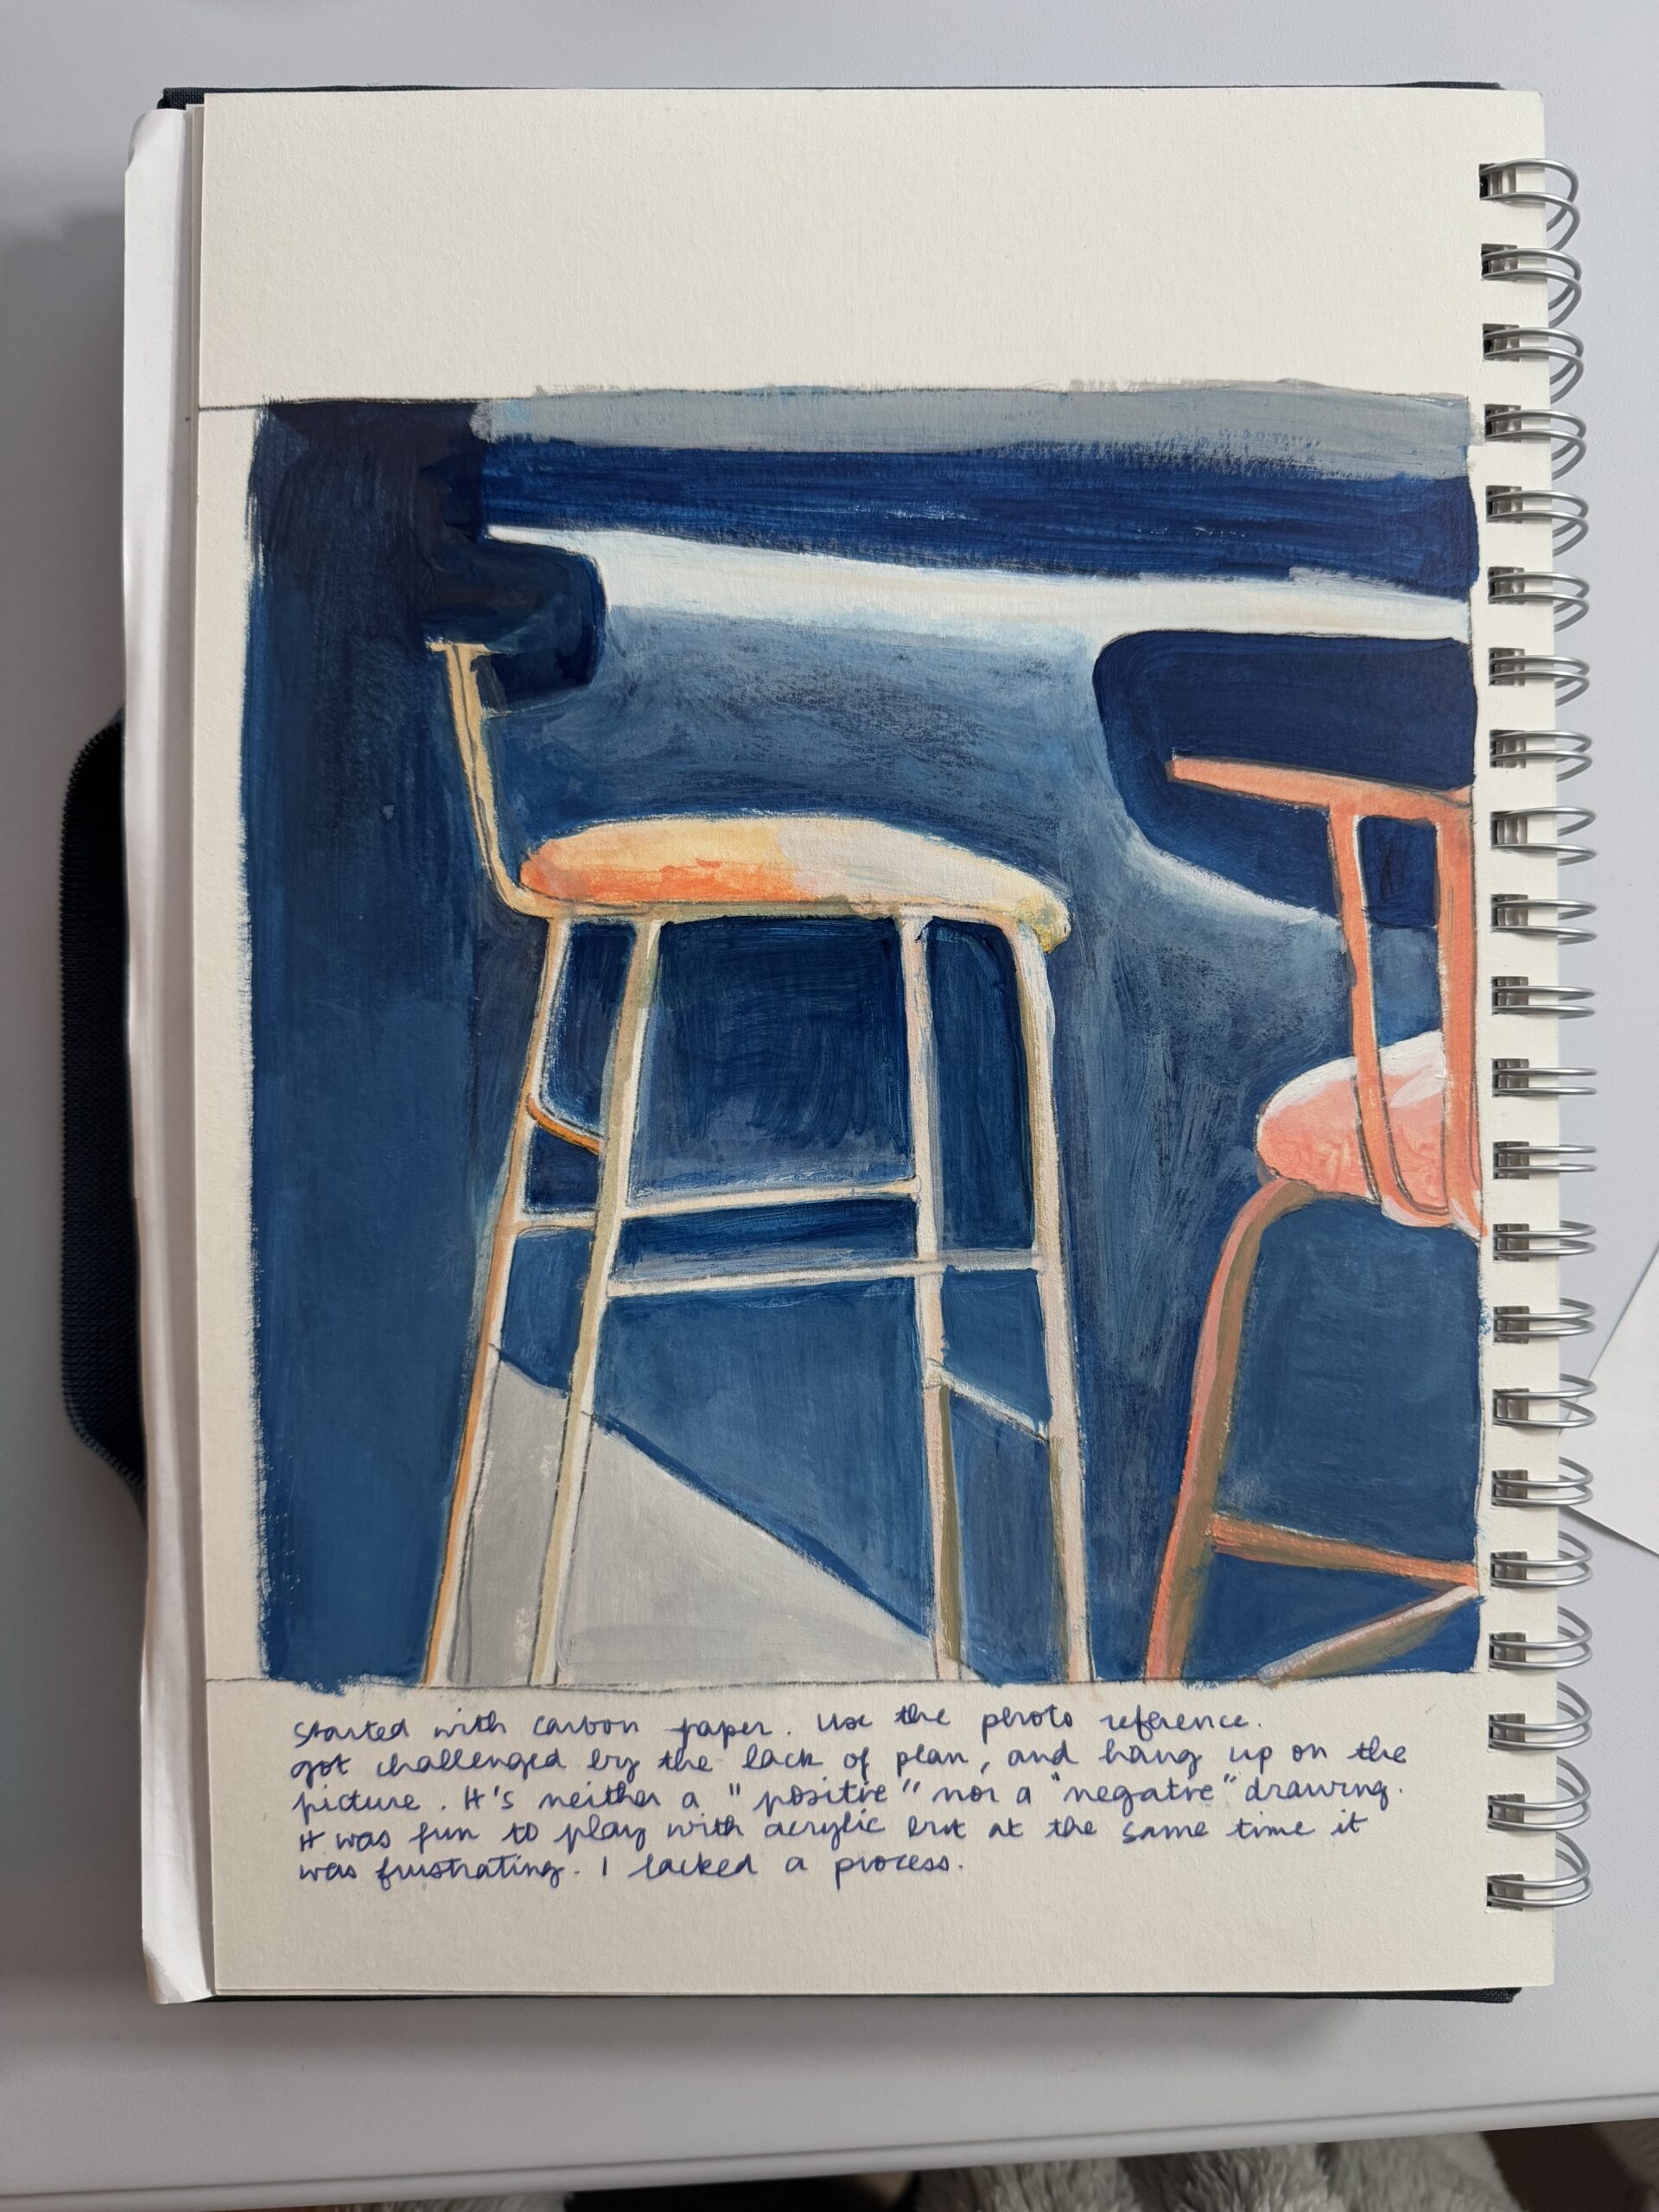 Started with carbon paper. Use the photo reference.
got challenged by the lack of plan, and hang up on the
picture. It's neither a "positive" nor a "negative" drawing.
It was fun to play with acrylic but at the same time it
was frustrating. I lacked a process.